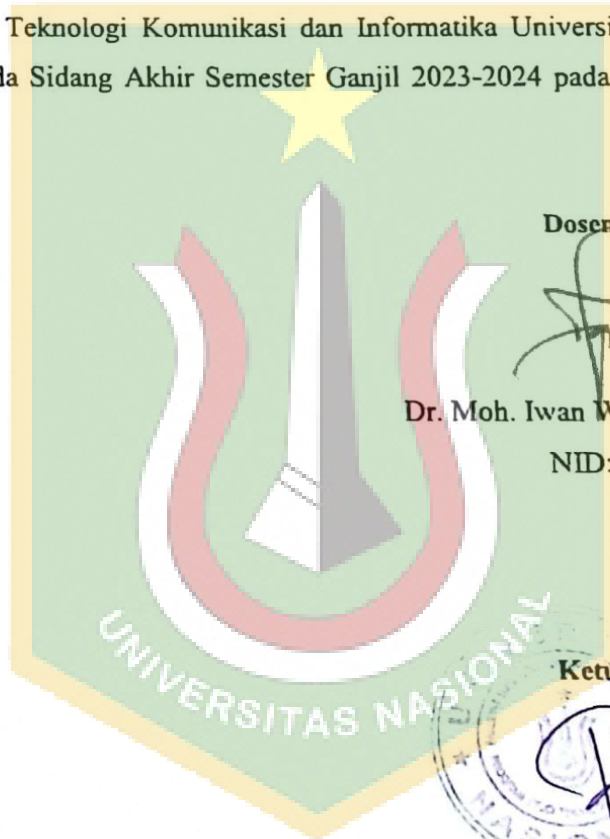 Teknologi Komunikasi dan Informatika Universi
da Sidang Akhir Semester Ganjil 2023-2024 pada
Dosen
Dr. Moh. Iwan W
NID:
UNIVERSITAS NASIONAL
Ketu